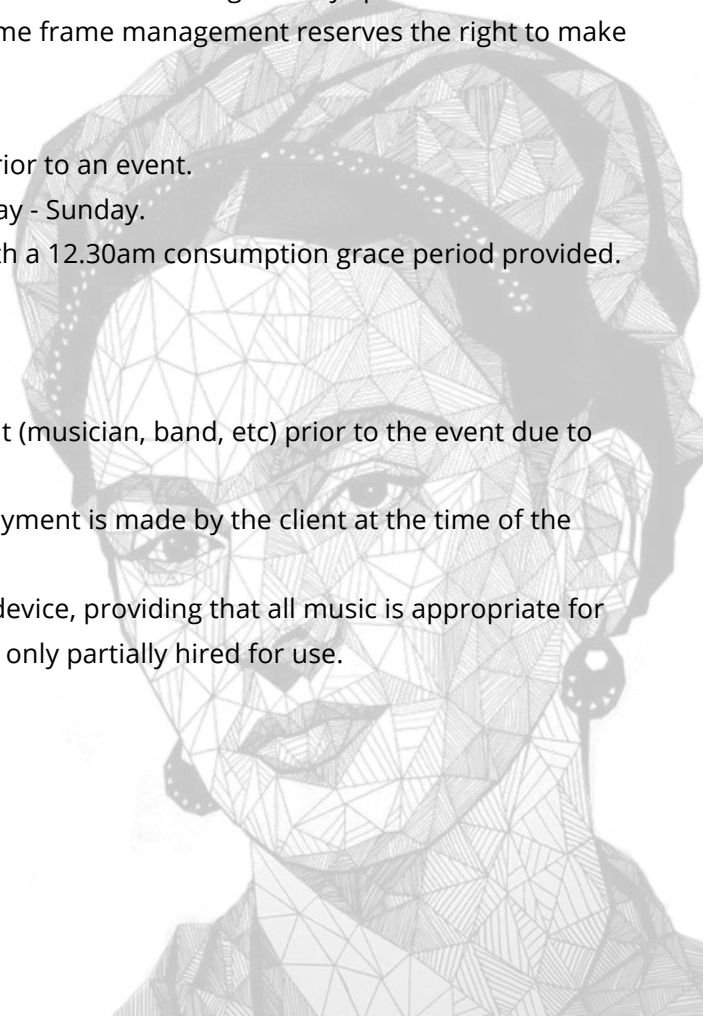 me frame management reserves the right to make
rior to an event.
ay - Sunday.
th a 12.30am consumption grace period provided.
t (musician, band, etc) prior to the event due to
yment is made by the client at the time of the
device, providing that all music is appropriate for
only partially hired for use.